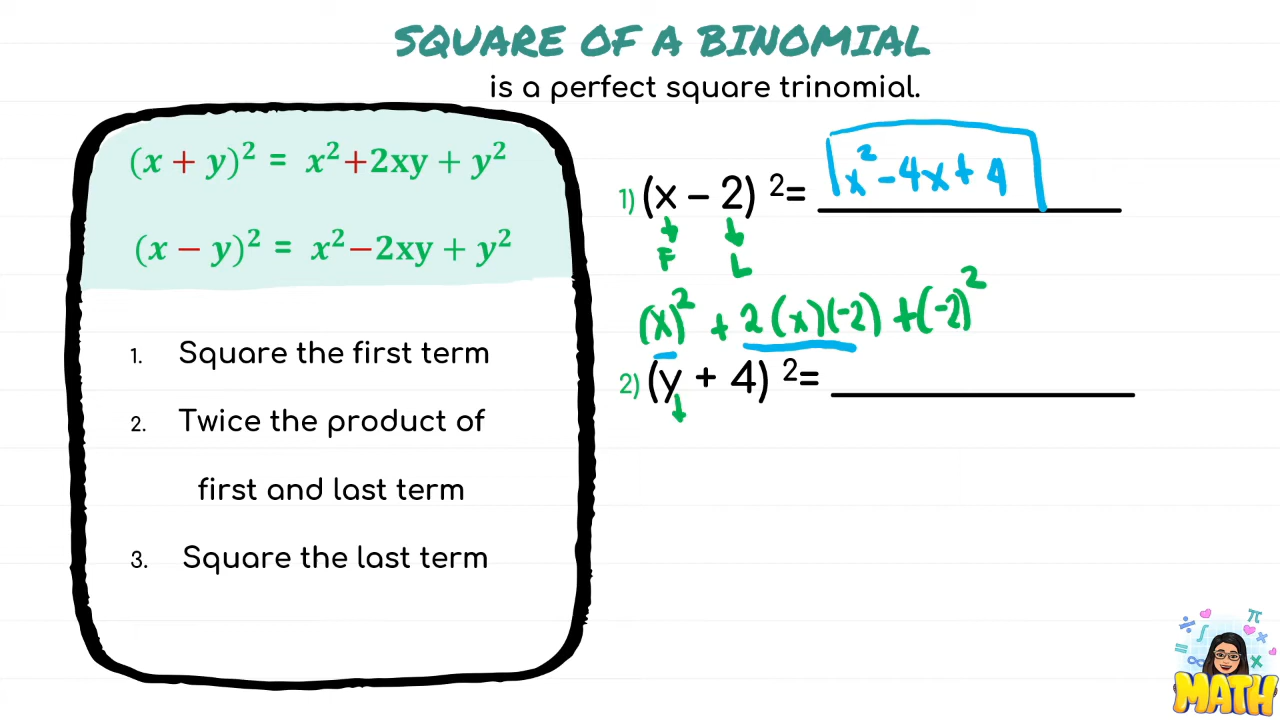 SQUARE OF A BINOMIAL
is a perfect square trinomial.
(x + y)² = x²+2xy + y²
(x − y)² = x²−2xy + y²
1. Square the first term
2. Twice the product of
first and last term
3. Square the last term
1) (x – 2) ²= x² - 4x + 4
F L
(x)² + 2(x)(-2) + (-2)²
2) (y + 4) ²=
MATH